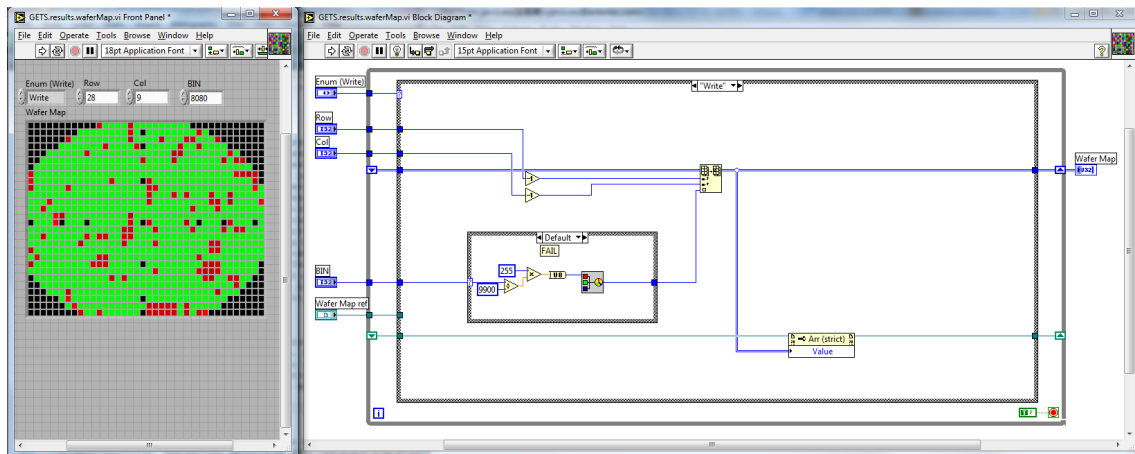 GETS.results.waferMap.vi Front Panel *
File Edit Operate Tools Browse Window Help
18pt Application Font
Enum (Write) Row Col BIN
Write 28 9 8080
Wafer Map
GETS.results.waferMap.vi Block Diagram *
File Edit Operate Tools Browse Window Help
15pt Application Font
?
Enum (Write)
"Write"
Row
I32
Col
I32
Wafer Map
U32
Default
FAIL
BIN
I32
255
U8
9900
Wafer Map ref
Arr (strict)
Value
i
T F